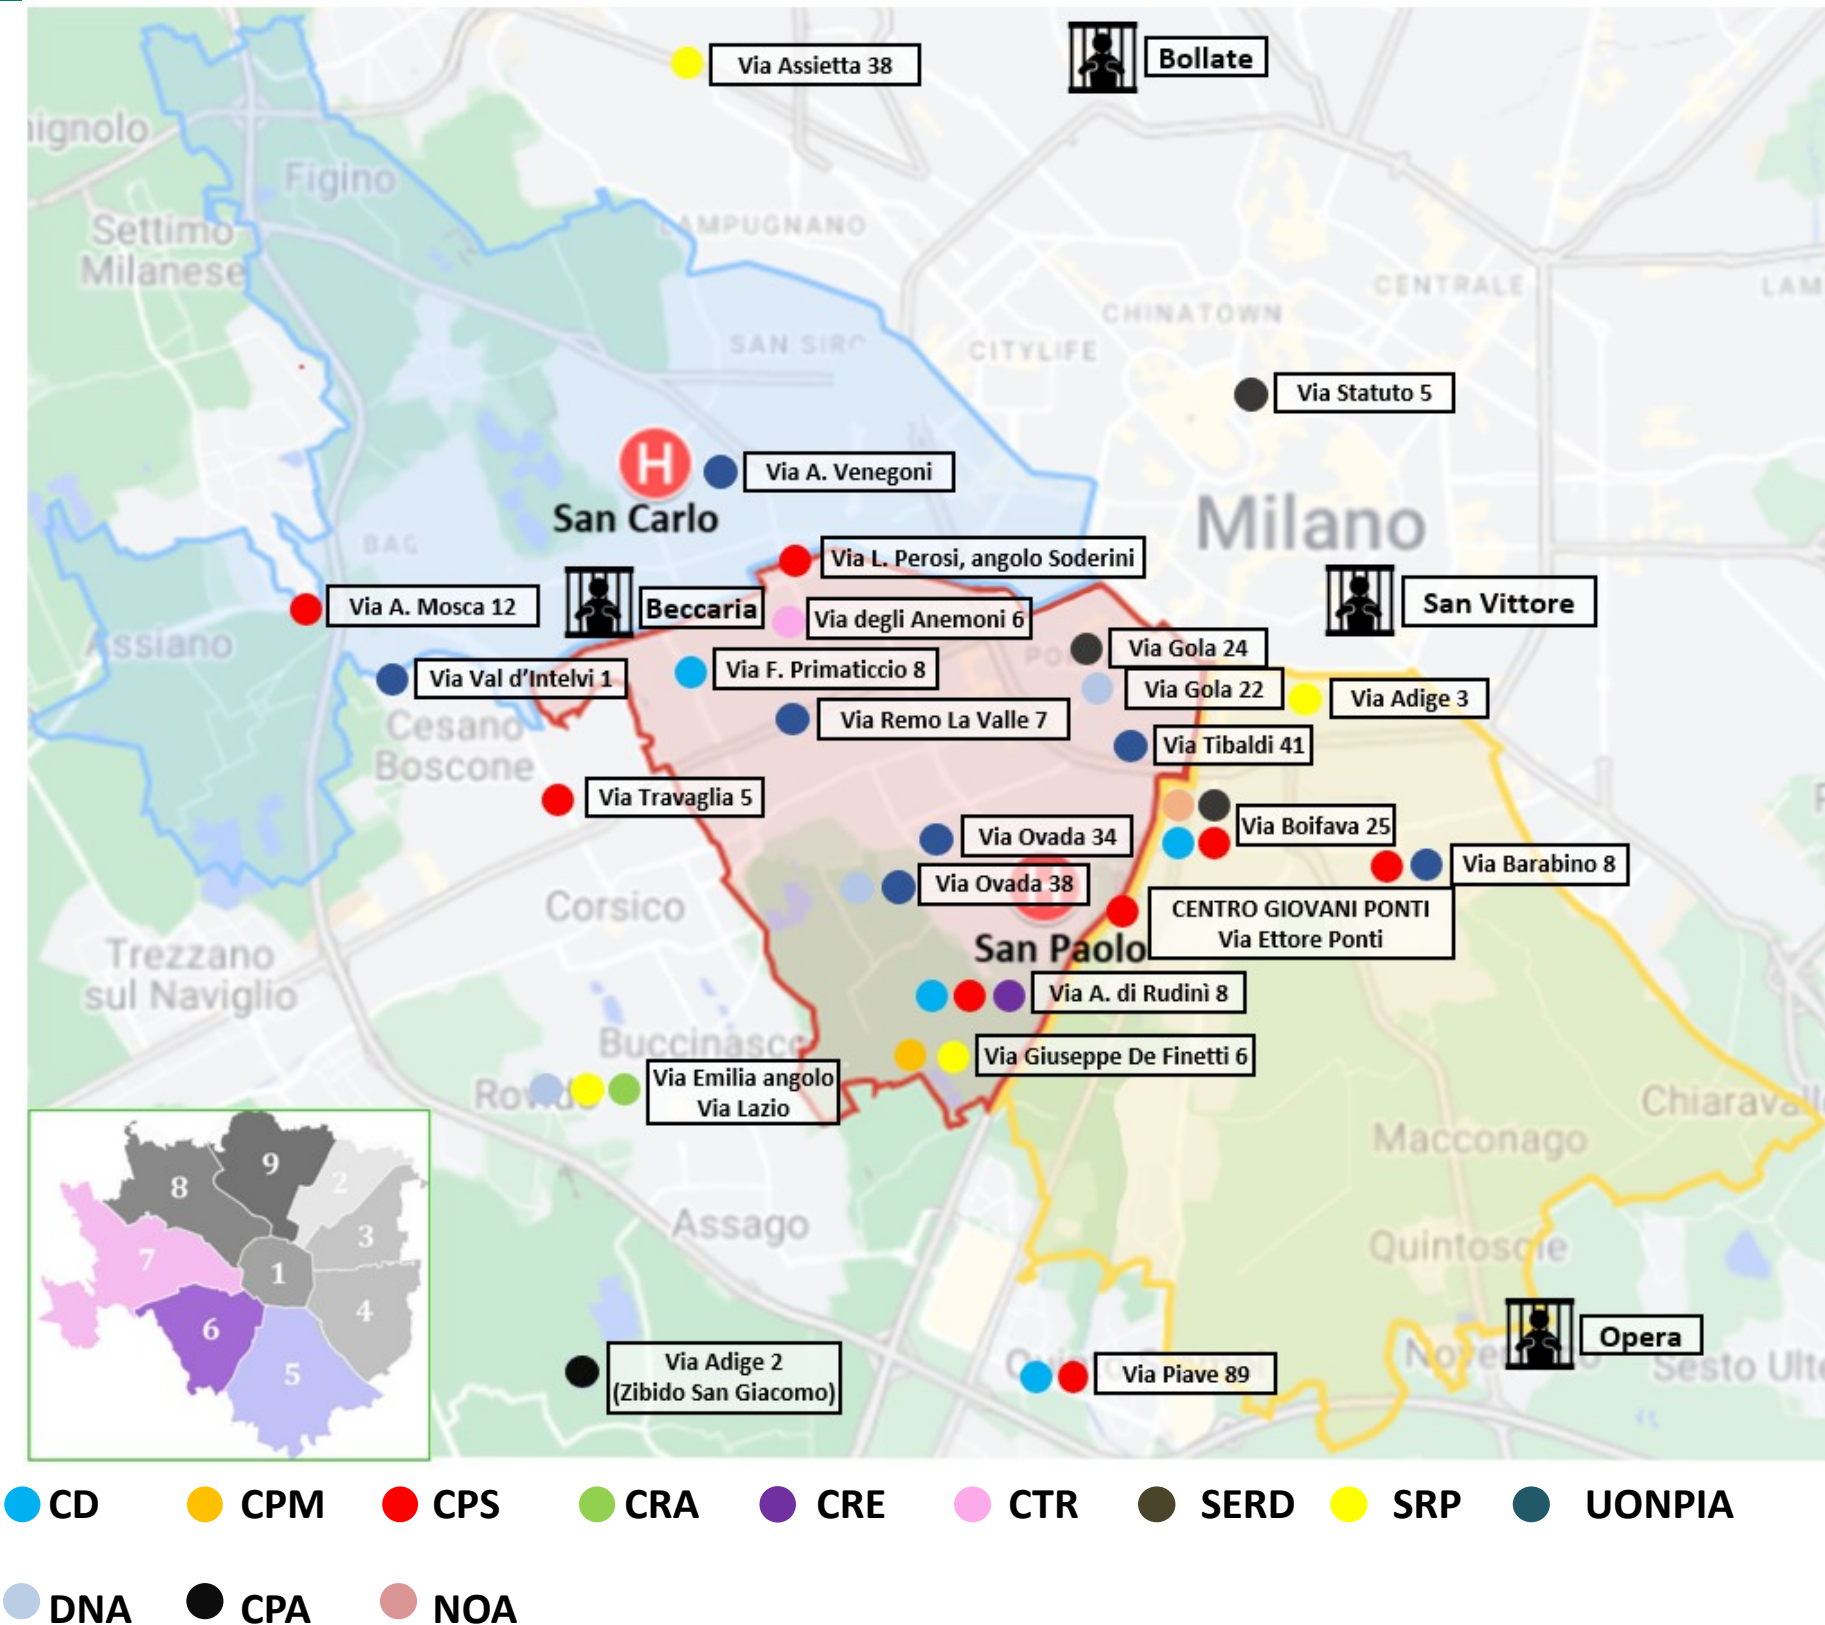 Via Assietta 38
Bollate
Figino
Settimo
Milanese
LAMPUGNANO
SAN SIRO
CITYLIFE
CHINATOWN
CENTRALE
LAM
Via Statuto 5
H
San Carlo
Via A. Venegoni
Milano
BAG
Via L. Perosi, angolo Soderini
Via A. Mosca 12
Beccaria
Via degli Anemoni 6
San Vittore
Assiano
Via Gola 24
Via Val d'Intelvi 1
Via F. Primaticcio 8
Via Gola 22
Via Adige 3
Cesano
Boscone
Via Remo La Valle 7
Via Tibaldi 41
Via Travaglia 5
Via Ovada 34
Via Boifava 25
Via Barabino 8
Via Ovada 38
H
San Paolo
CENTRO GIOVANI PONTI
Via Ettore Ponti
Corsico
Trezzano
sul Naviglio
Via A. di Rudinì 8
Buccinasco
Via Giuseppe De Finetti 6
Via Emilia angolo
Via Lazio
Chiaravall
Macconago
Assago
Quintosole
Via Adige 2
(Zibido San Giacomo)
Via Piave 89
Opera
Sesto Ulte
9
8
2
3
7
1
4
6
5
CD CPM CPS CRA CRE CTR SERD SRP UONPIA
DNA CPA NOA